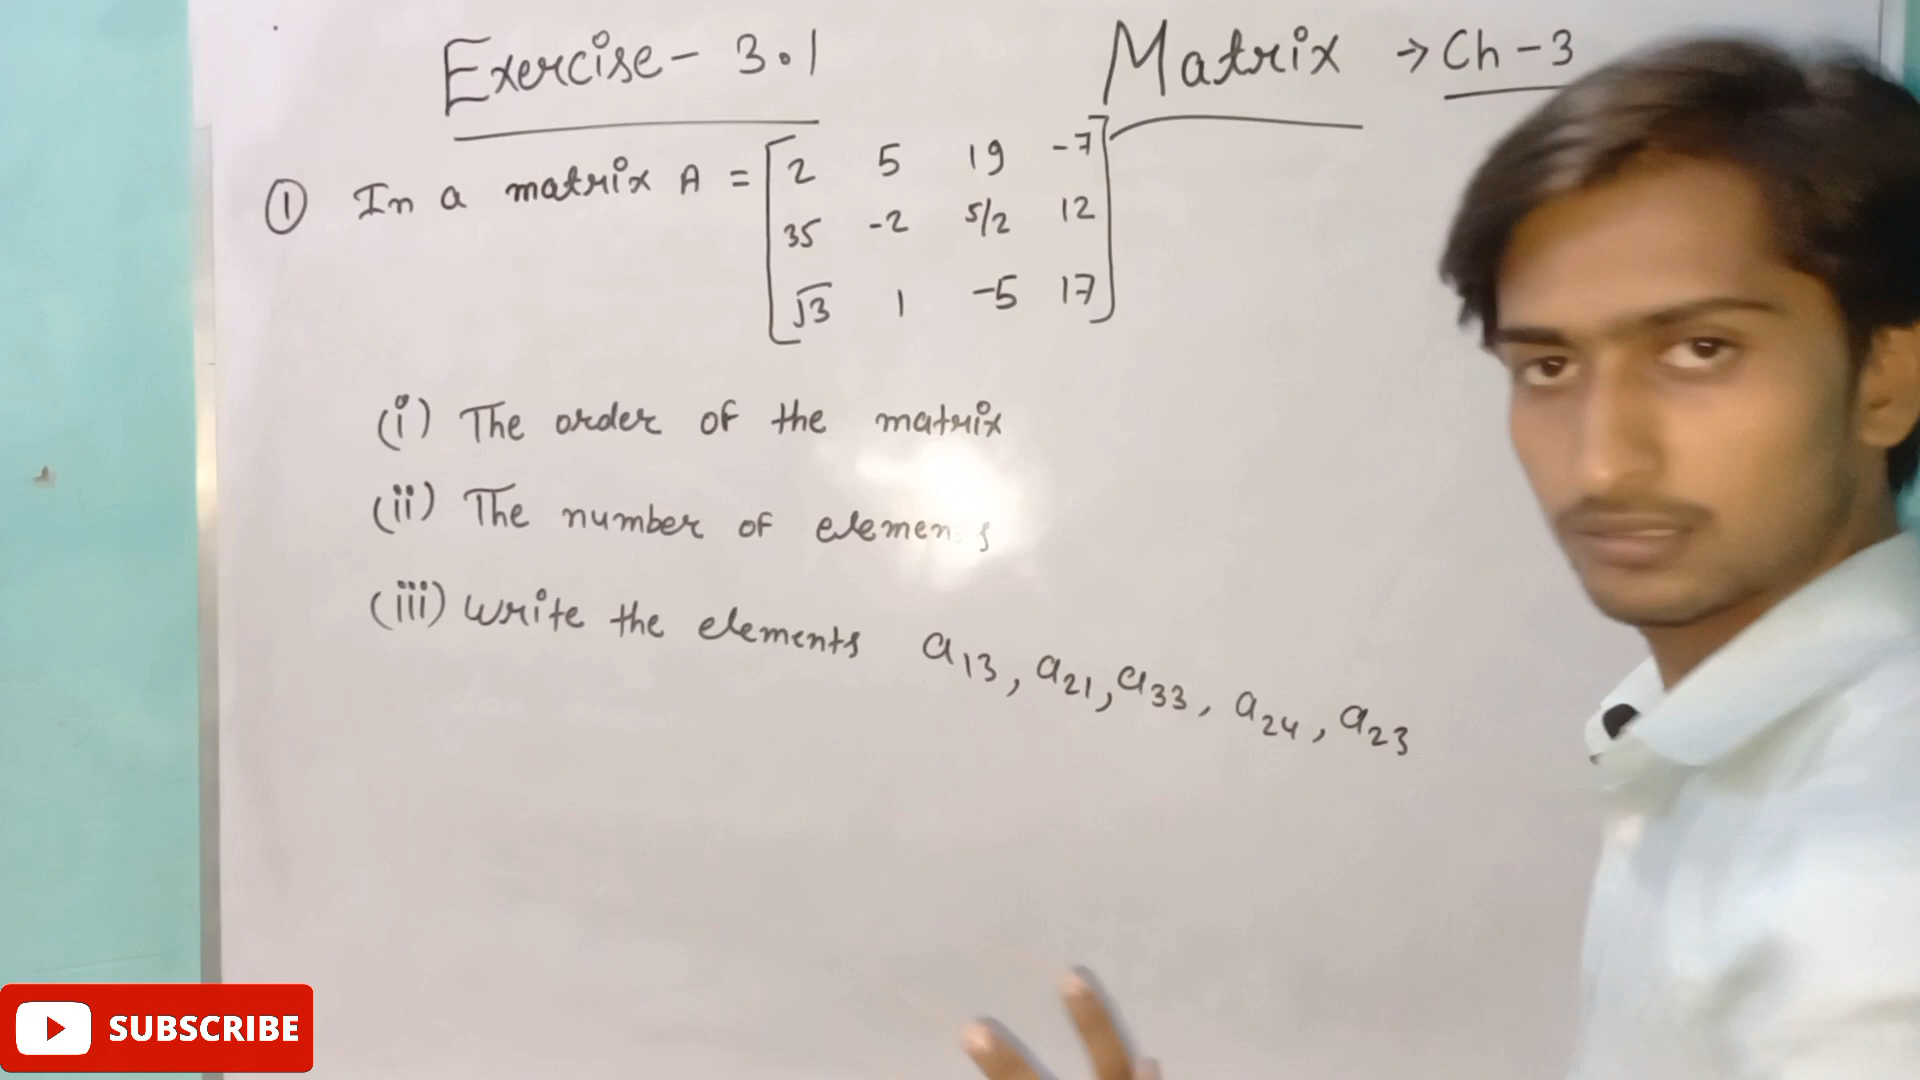 Exercise - 3.1
Matrix → Ch - 3
① In a matrix A = [2 5 19 -7
35 -2 5/2 12
√3 1 -5 17]
(i) The order of the matrix
(ii) The number of
(iii) Write the elements a₁₃, a₂₁, a₃₃, a₂₄, a₂₃
SUBSCRIBE